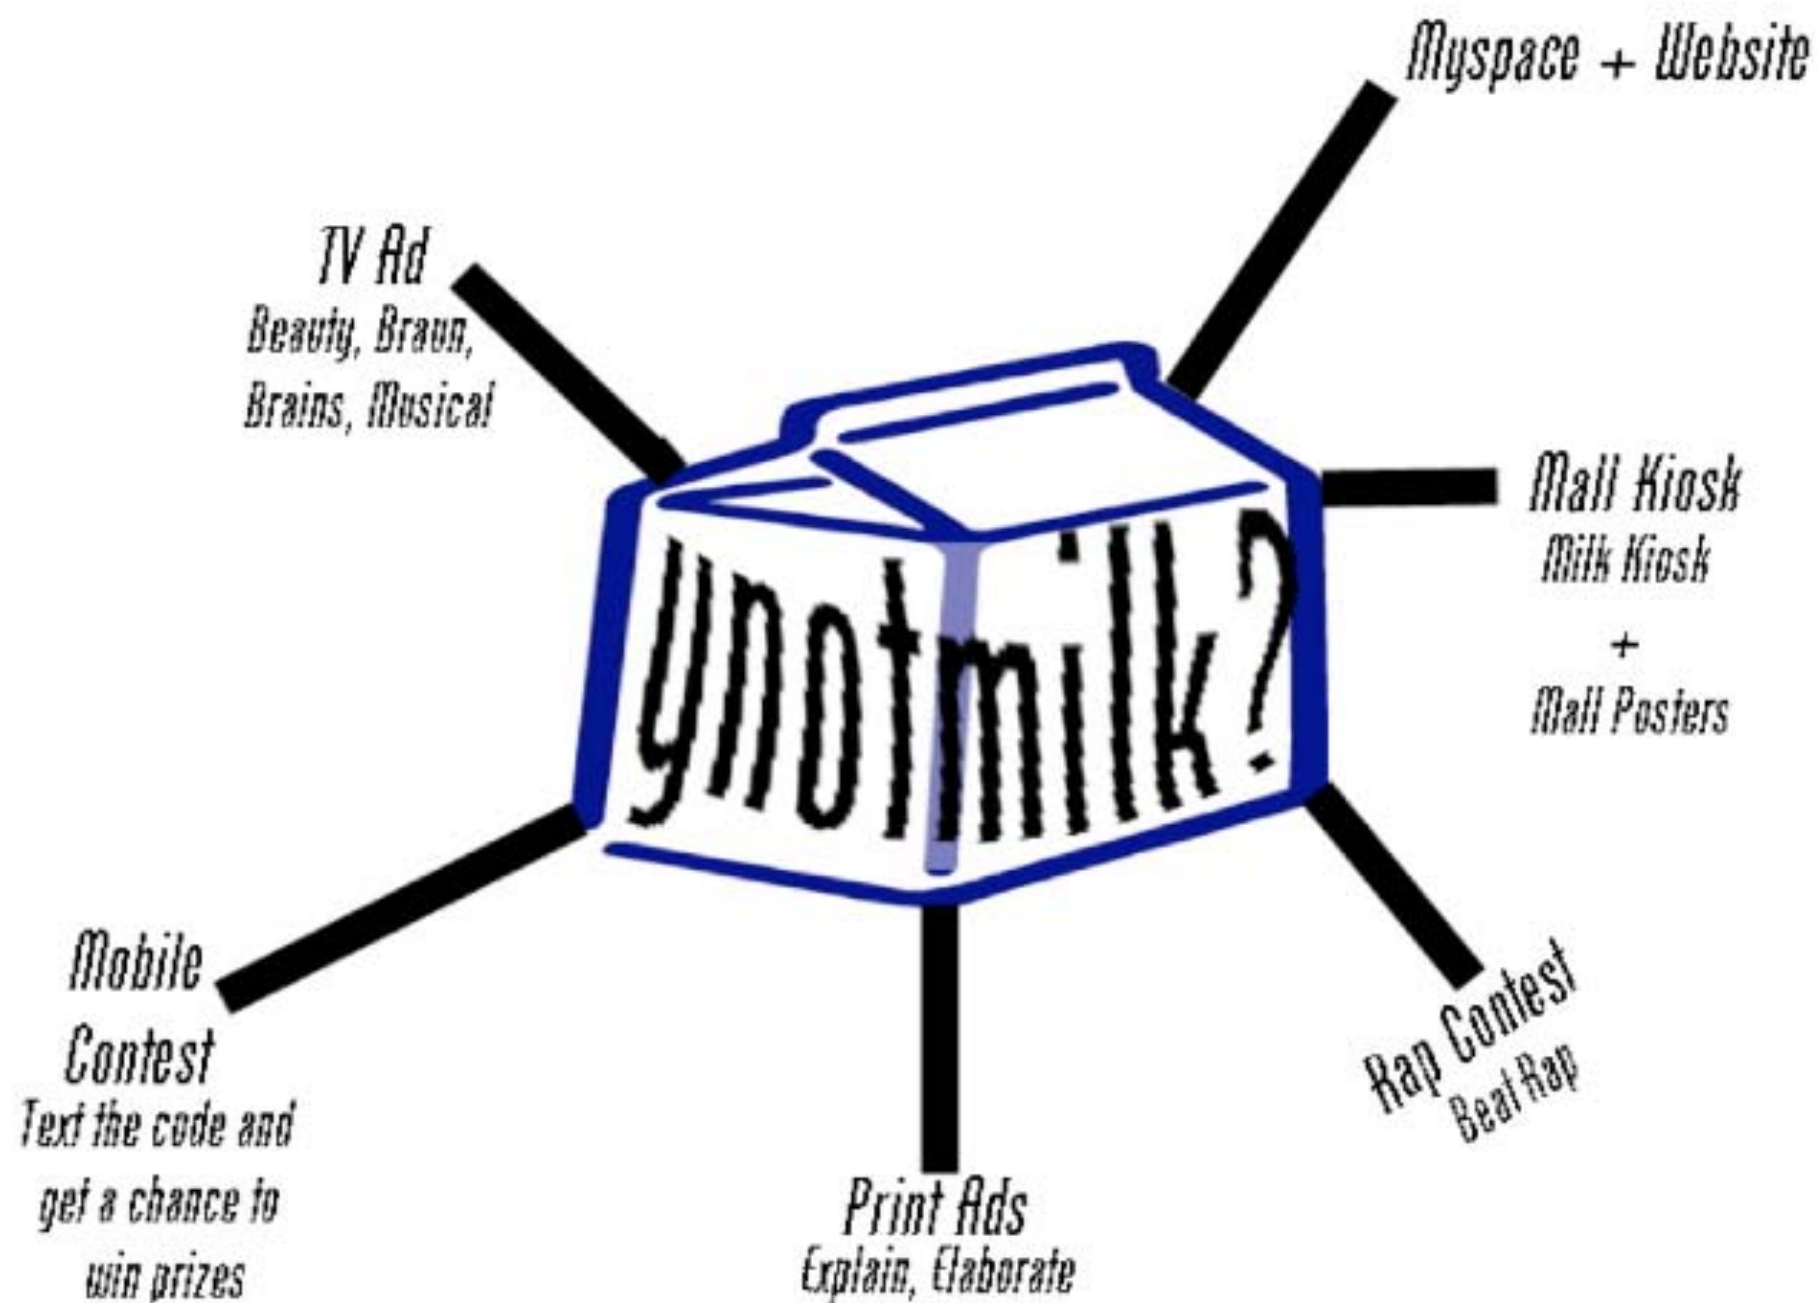 Myspace + Website
TV Ad
Beauty, Braun,
Brains, Musical
Mall Kiosk
Milk Kiosk
+
Mall Posters
ynotmilk?
Mobile
Contest
Text the code and
get a chance to
win prizes
Rap Contest
Beat Rap
Print Ads
Explain, Elaborate